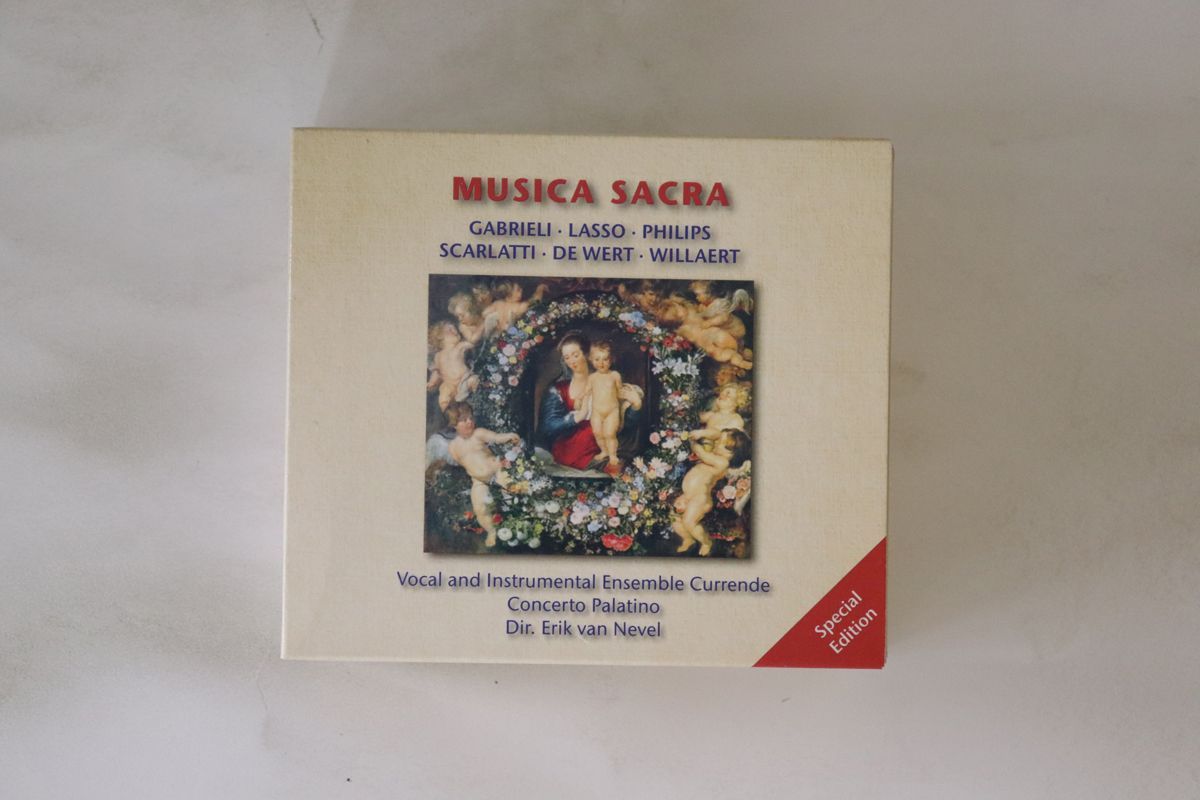 MUSICA SACRA
GABRIELI · LASSO · PHILIPS
SCARLATTI · DE WERT · WILLAERT
Vocal and Instrumental Ensemble Currende
Concerto Palatino
Dir. Erik van Nevel
Special
Edition